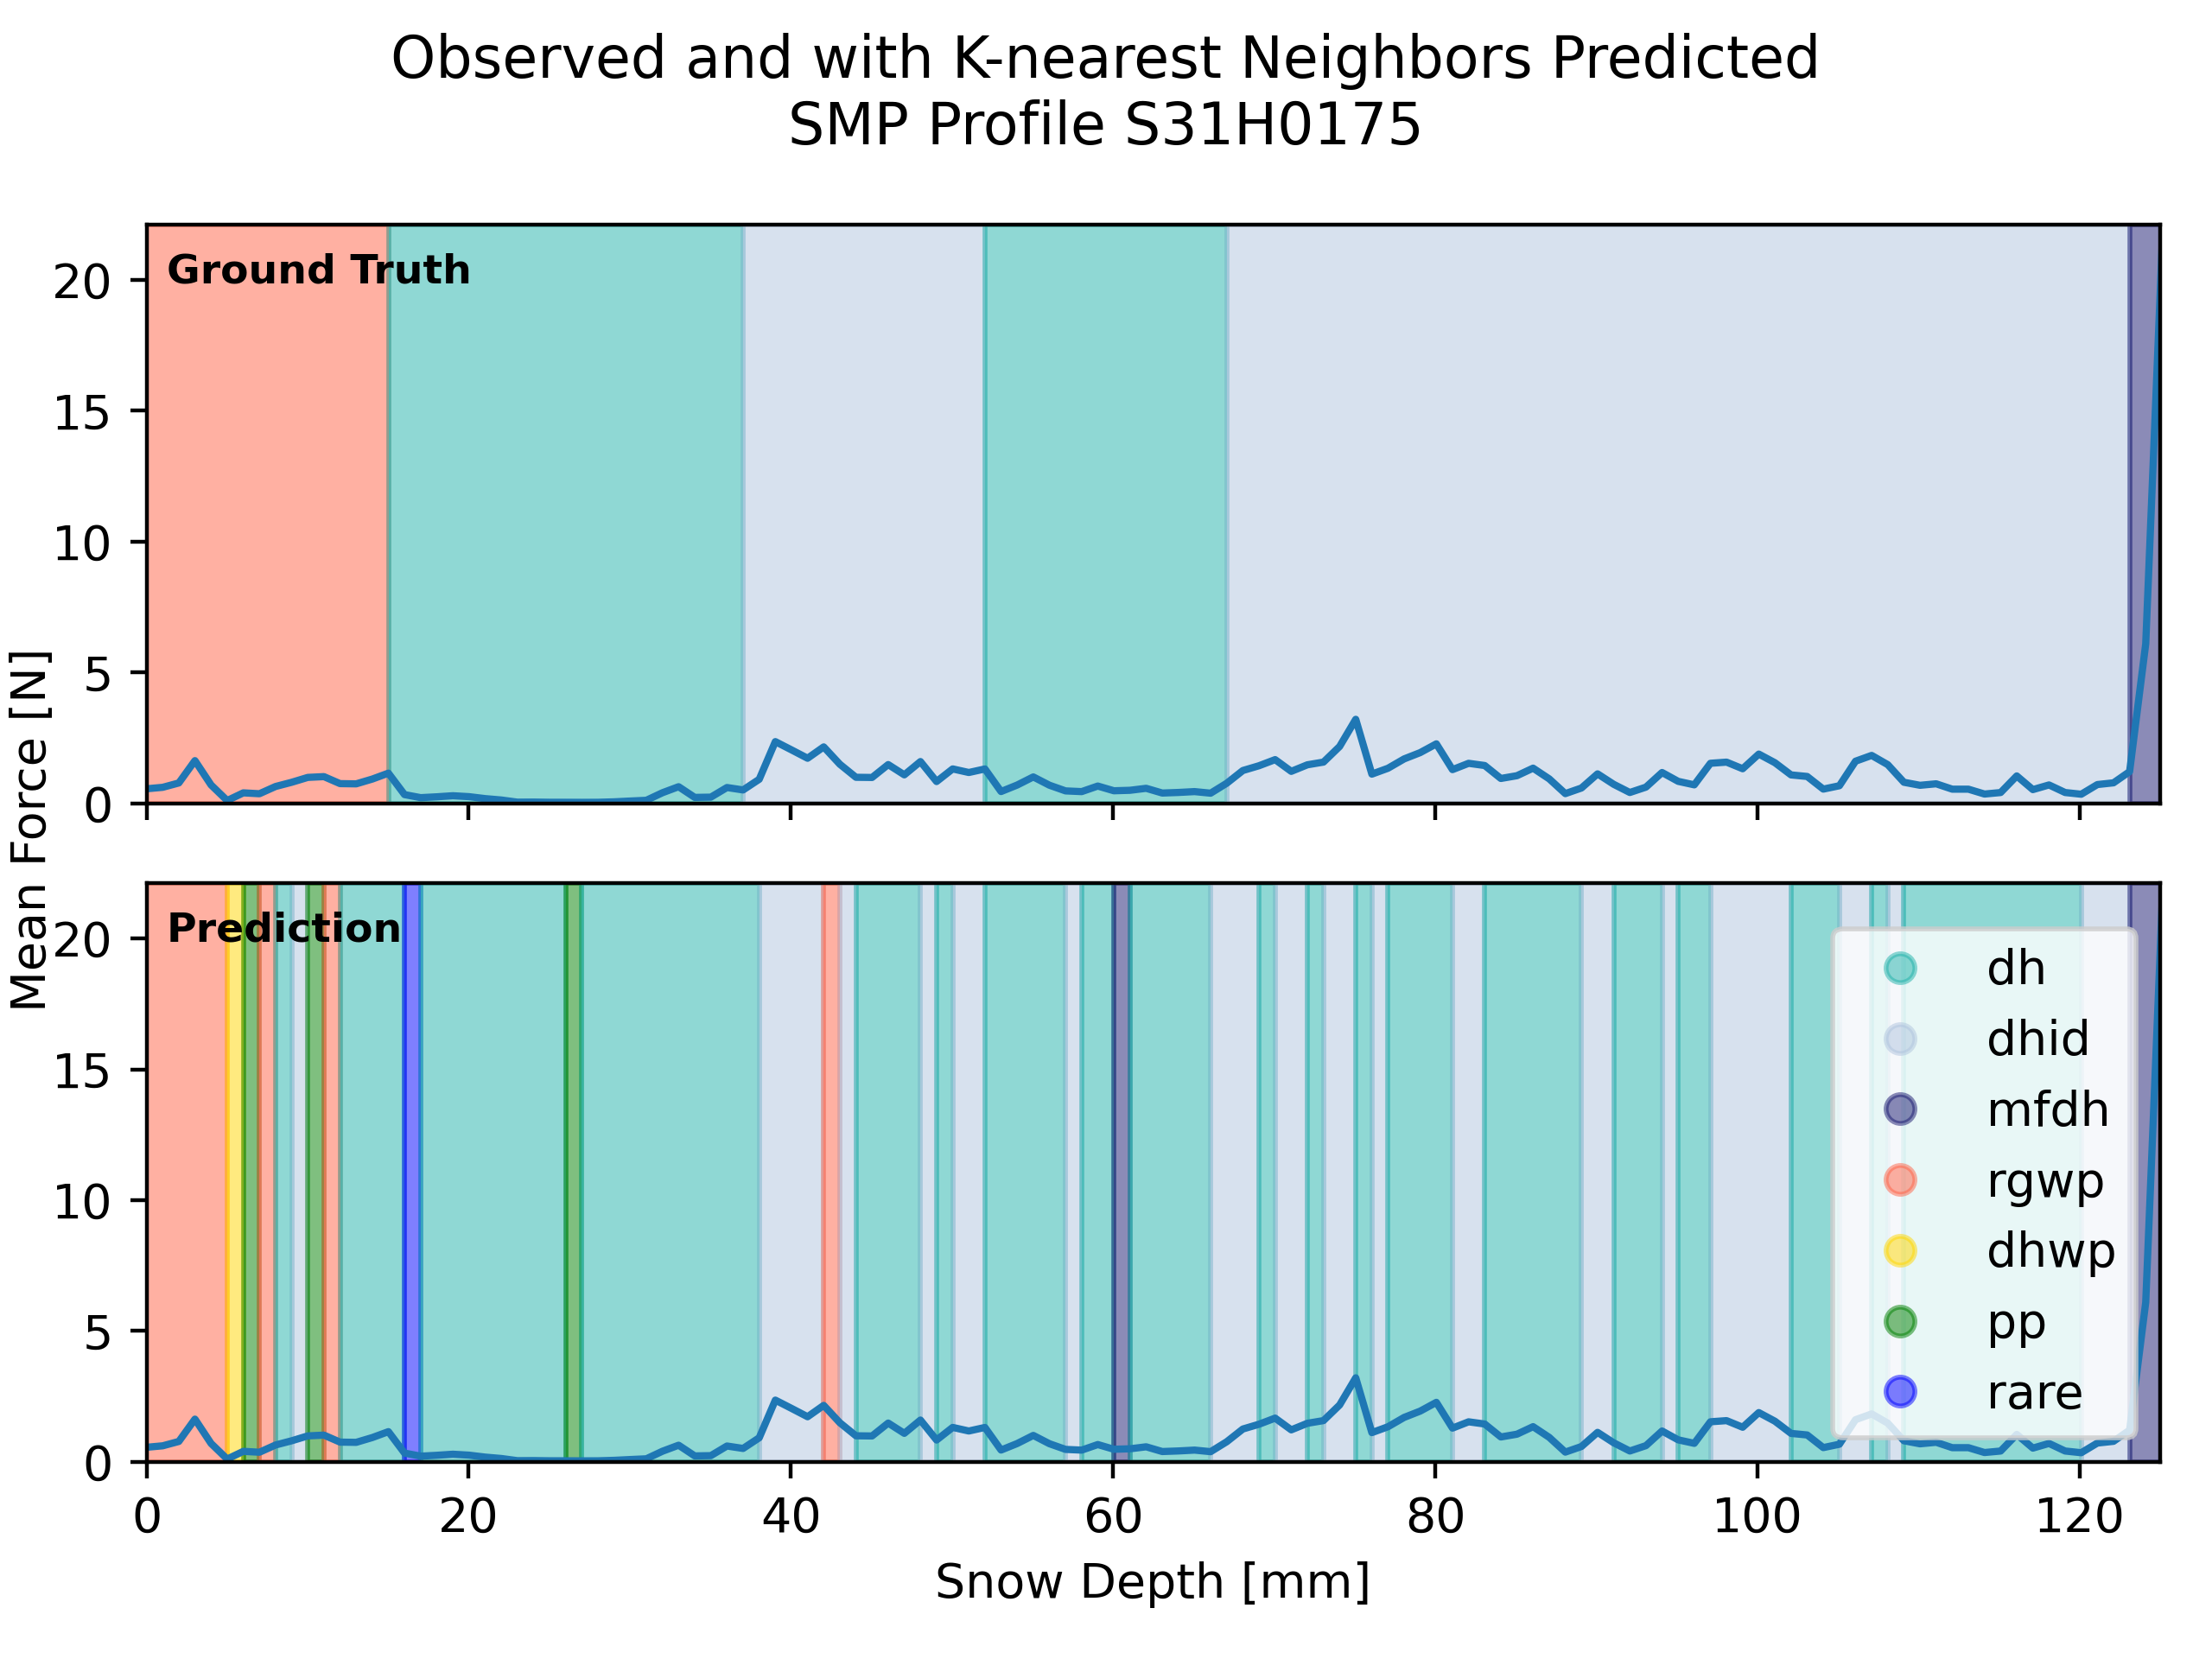 Observed and with K-nearest Neighbors Predicted
SMP Profile S31H0175
Mean Force [N]
Ground Truth
20
15
10
5
0
Prediction
20
15
10
5
0
dh
dhid
mfdh
rgwp
dhwp
pp
rare
0 20 40 60 80 100 120
Snow Depth [mm]